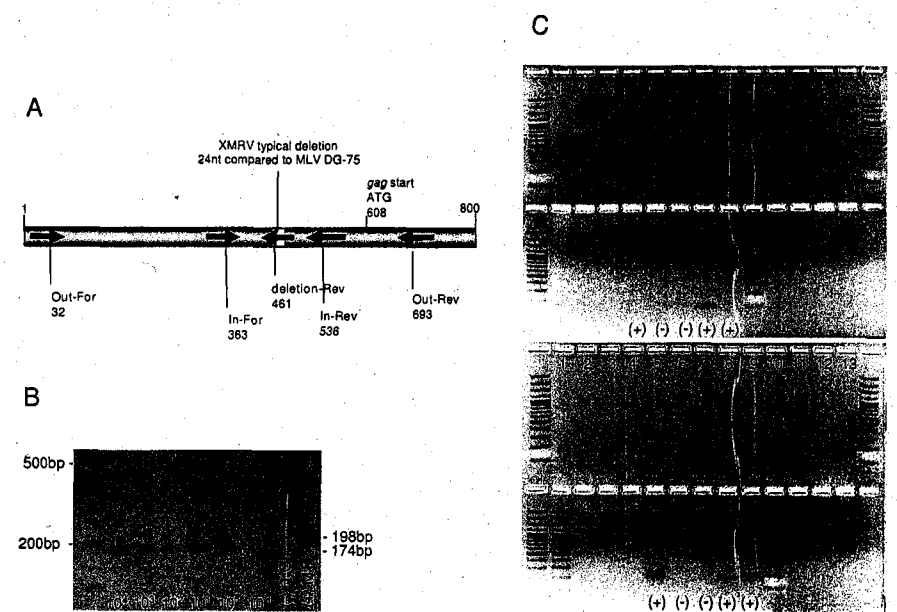 A
XMRV typical deletion
24nt compared to MLV DG-75
gag start
ATG
608
1
800
Out-For
32
In-For
363
deletion-Rev
461
In-Rev
536
Out-Rev
693
B
500bp
200bp
198bp
174bp
C
(+) (-) (-) (+) (+)
(+) (-) (-) (+) (+)